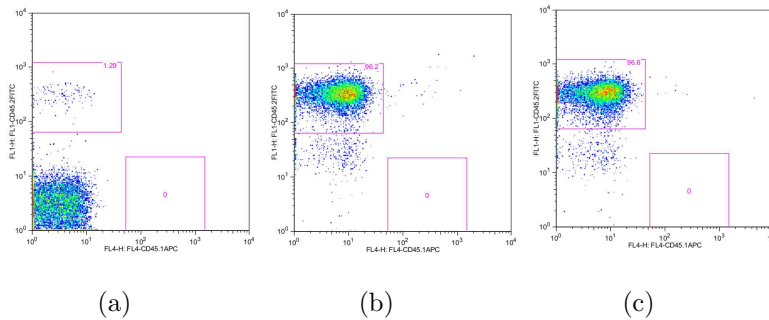 10⁴
10³
10²
10¹
10⁰
FL1-H: FL1-CD45.2FITC
1.29
0
10⁰ 10¹ 10² 10³ 10⁴
FL4-H: FL4-CD45.1APC
(a)
10⁴
10³
10²
10¹
10⁰
FL1-H: FL1-CD45.2FITC
96.2
0
10⁰ 10¹ 10² 10³ 10⁴
FL4-H: FL4-CD45.1APC
(b)
10⁴
10³
10²
10¹
10⁰
FL1-H: FL1-CD45.2FITC
96.6
0
10⁰ 10¹ 10² 10³
FL4-H: FL4-CD45.1APC
(c)